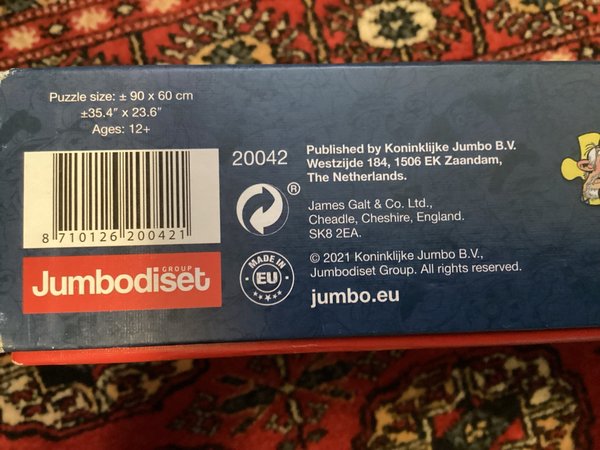 Puzzle size: ± 90 x 60 cm
±35.4" x 23.6"
Ages: 12+
8 710126 200421
GROUP
Jumbodiset
20042
®
MADE IN
EU
Published by Koninklijke Jumbo B.V.
Westzijde 184, 1506 EK Zaandam,
The Netherlands.
James Galt & Co. Ltd.,
Cheadle, Cheshire, England.
SK8 2EA.
© 2021 Koninklijke Jumbo B.V.,
Jumbodiset Group. All rights reserved.
jumbo.eu